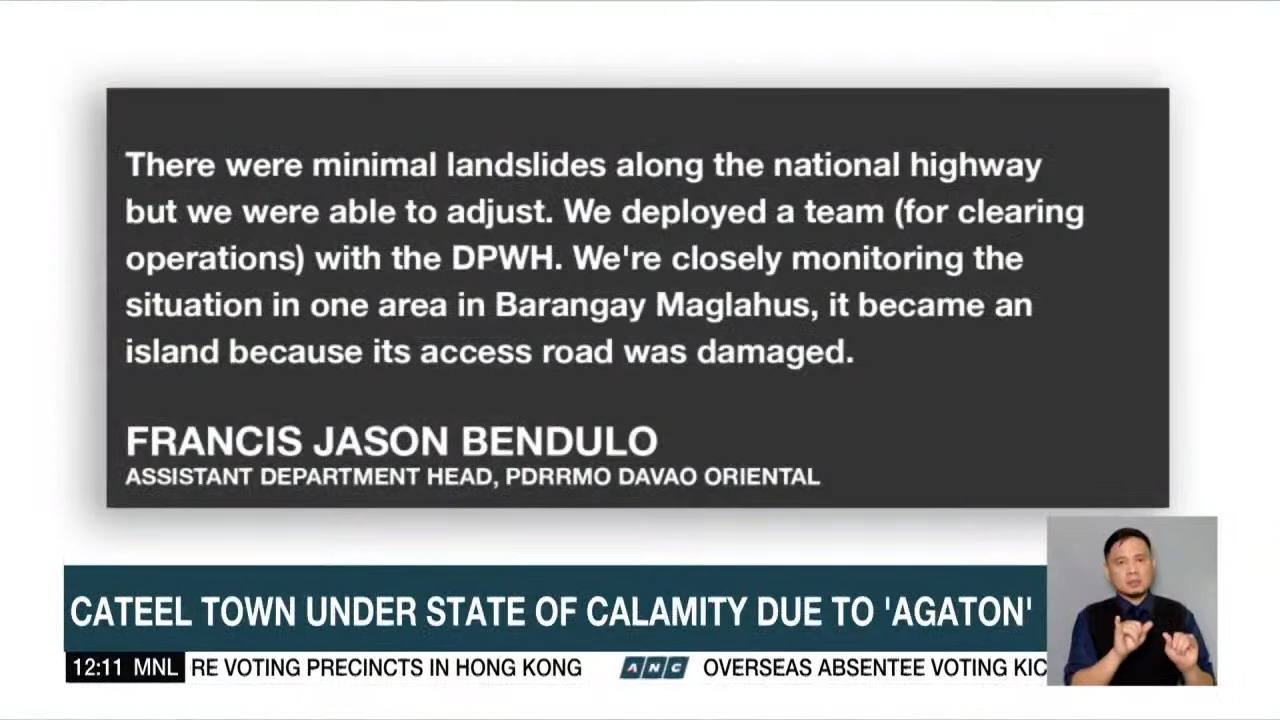 There were minimal landslides along the national highway
but we were able to adjust. We deployed a team (for clearing
operations) with the DPWH. We're closely monitoring the
situation in one area in Barangay Maglahus, it became an
island because its access road was damaged.
FRANCIS JASON BENDULO
ASSISTANT DEPARTMENT HEAD, PDRRMO DAVAO ORIENTAL
CATEEL TOWN UNDER STATE OF CALAMITY DUE TO 'AGATON'
12:11 MNL RE VOTING PRECINCTS IN HONG KONG ANC OVERSEAS ABSENTEE VOTING KIC